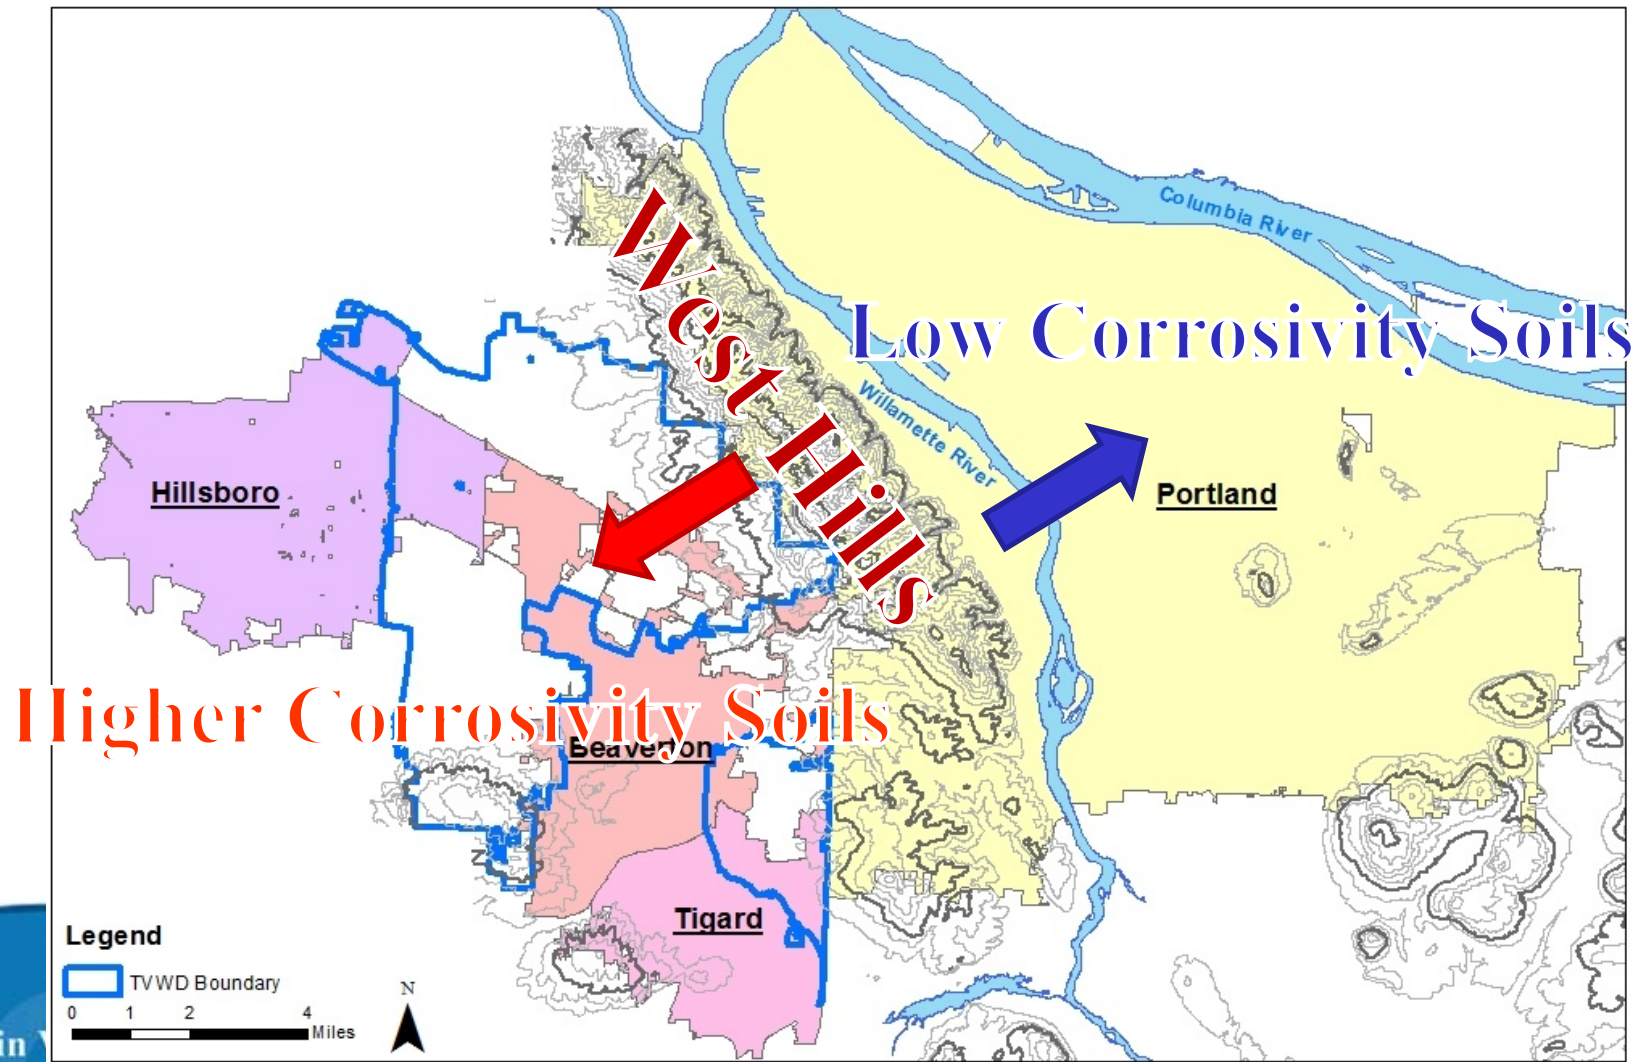 Columbia River
West Hills
Low Corrosivity Soils
Willamette River
Hillsboro
Portland
Higher Corrosivity Soils
Beaverton
Tigard
Legend
TVWD Boundary
N
0 1 2 4
Miles
in